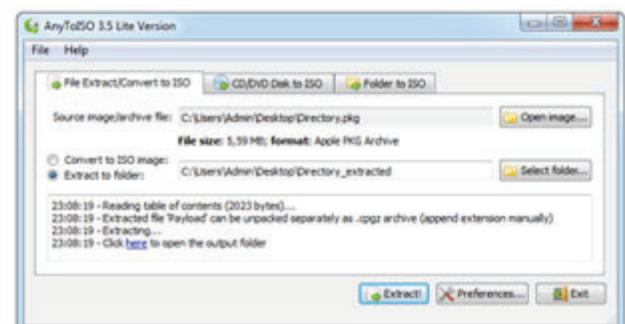 AnyToISO 3.5 Lite Version
File Help
File Extract/Convert to ISO CD/DVD Disk to ISO Folder to ISO
Source image/archive file: C:\Users\Admin\Desktop\Directory.pkg Open image...
File size: 5,59 MB; format: Apple PKG Archive
Convert to ISO image:
Extract to folder: C:\Users\Admin\Desktop\Directory_extracted Select folder...
23:08:19 - Reading table of contents (2023 bytes)...
23:08:19 - Extracted file 'Payload' can be unpacked separately as .cpgz archive (append extension manually)
23:08:19 - Extracting...
23:08:19 - Click here to open the output folder
Extract! Preferences... Exit